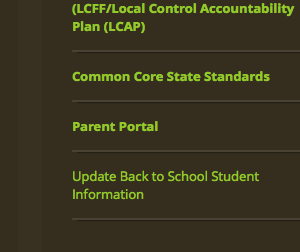 (LCFF/Local Control Accountability
Plan (LCAP)
Common Core State Standards
Parent Portal
Update Back to School Student
Information